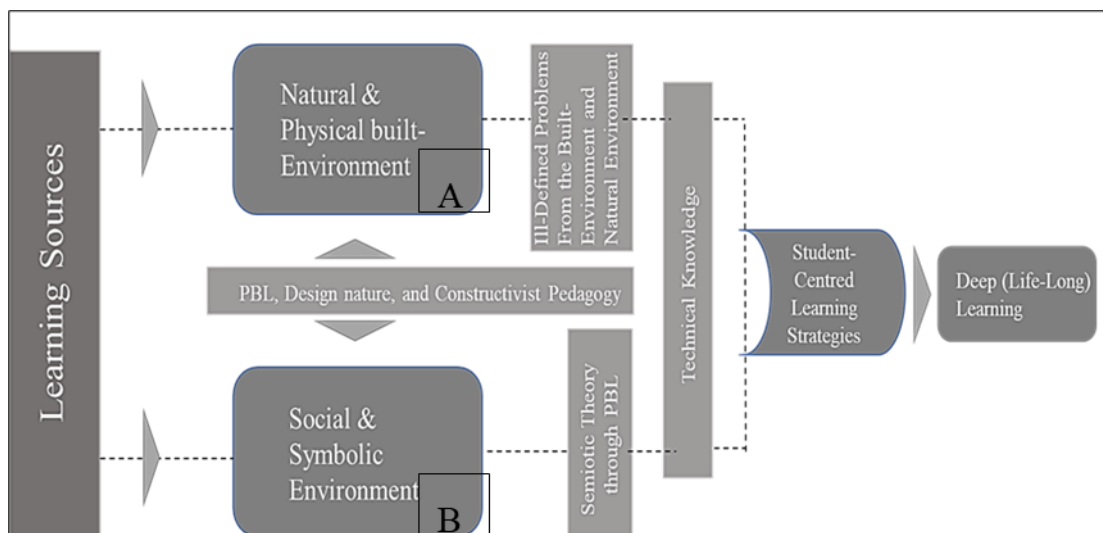 Learning Sources
Natural &
Physical built-
Environment
A
Ill-Defined Problems
From the Built-
Environment and
Natural Environment
PBL, Design nature, and Constructivist Pedagogy
Social &
Symbolic
Environment
B
Semiotic Theory
through PBL
Technical Knowledge
Student-
Centred
Learning
Strategies
Deep (Life-Long)
Learning